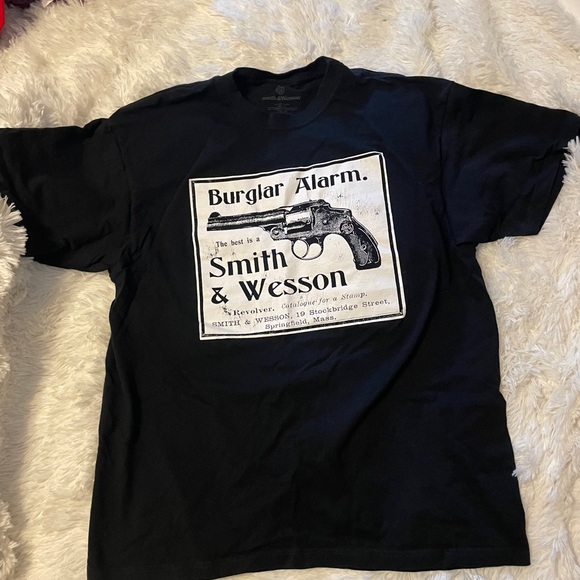 Burglar Alarm.
The best is a
Smith
& Wesson
Revolver. Catalogue for a Stamp.
SMITH & WESSON, 19 Stockbridge Street,
Springfield, Mass.